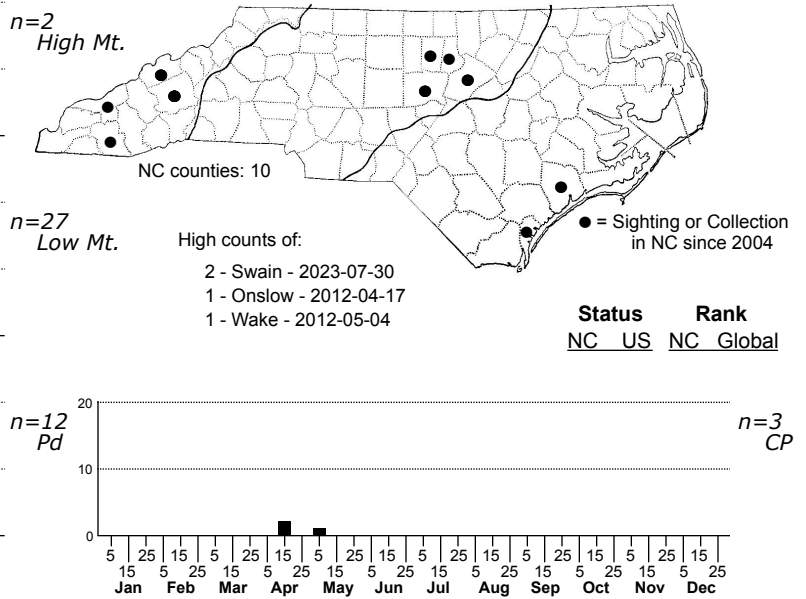 n=2
High Mt.
NC counties: 10
n=27
Low Mt.
High counts of:
2 - Swain - 2023-07-30
1 - Onslow - 2012-04-17
1 - Wake - 2012-05-04
● = Sighting or Collection
in NC since 2004
Status Rank
NC US NC Global
n=12
Pd
n=3
CP
20
10
0
5 25 15 5 25 15 5 25 15 5 25 15 5 25 15 5 25 15
15 5 25 15 5 25 15 5 25 15 5 25 15 5 25 15 5 25
Jan Feb Mar Apr May Jun Jul Aug Sep Oct Nov Dec